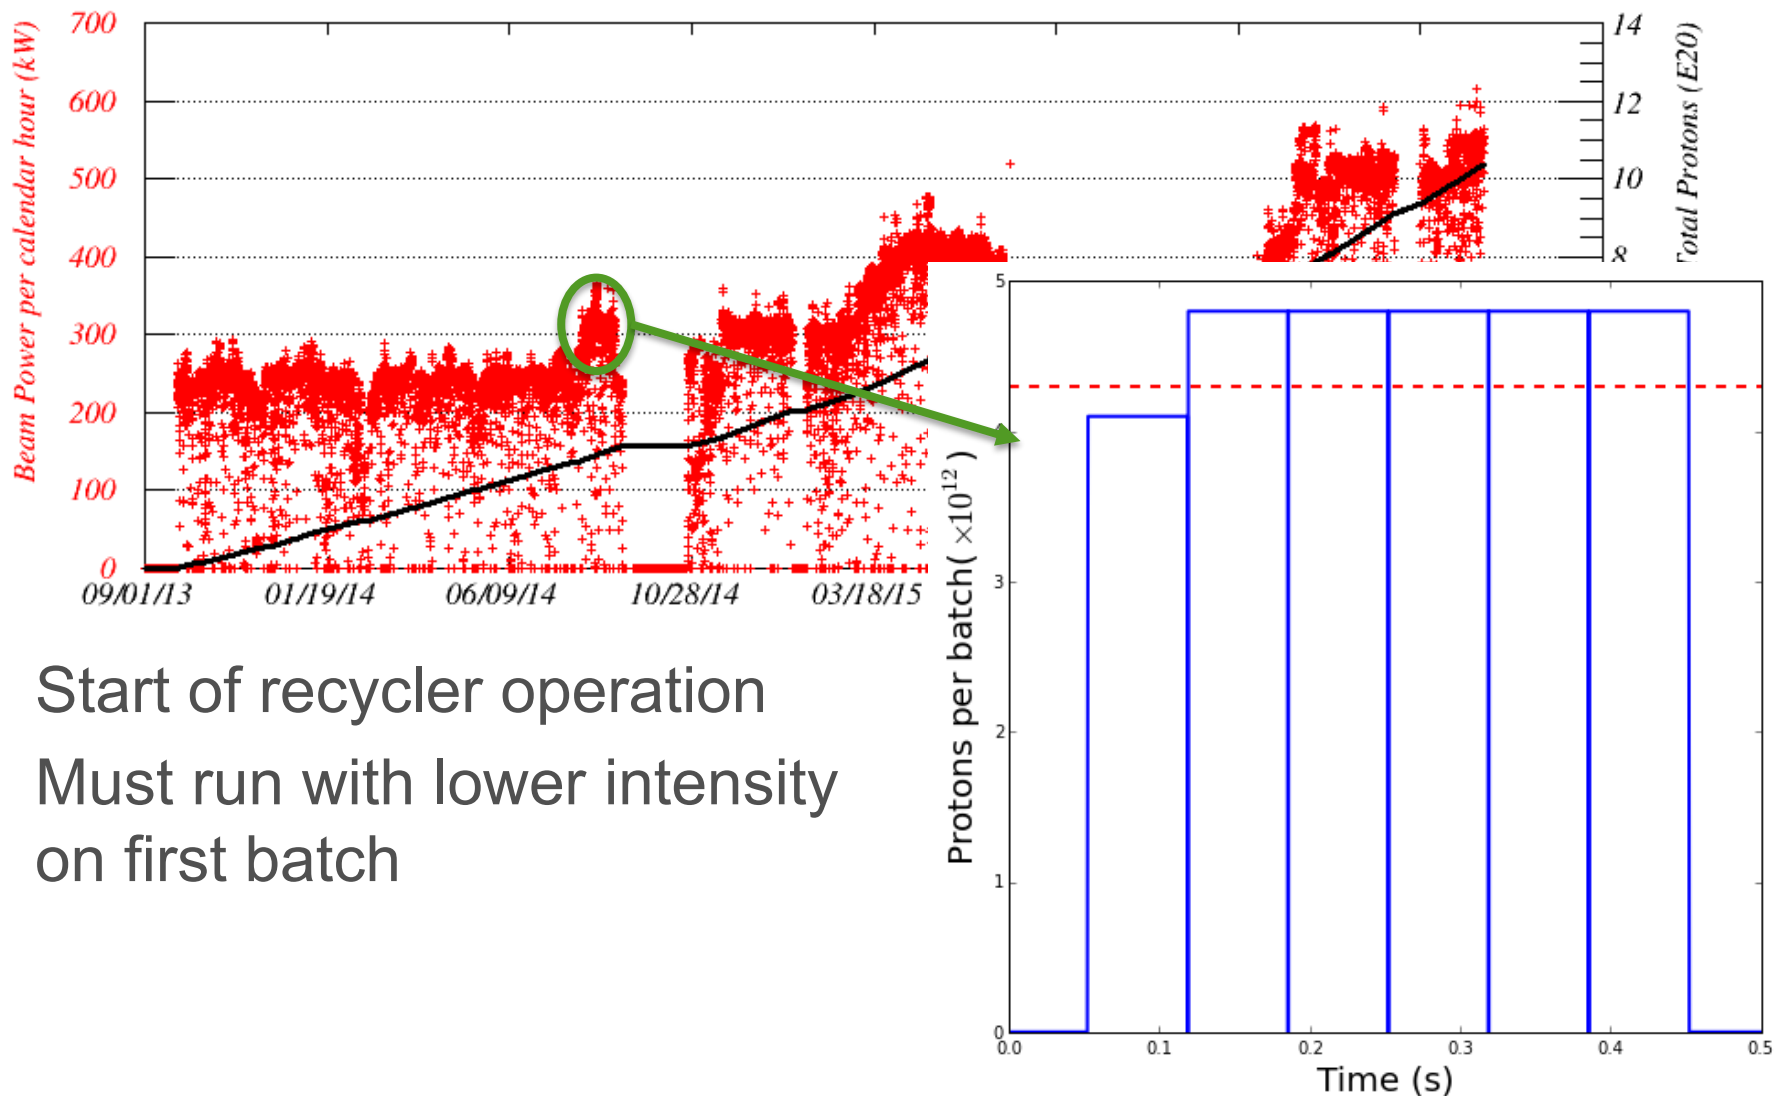 Beam Power per calendar hour (kW)
700
600
500
400
300
200
100
0
14
12
10
8
Total Protons (E20)
09/01/13 01/19/14 06/09/14 10/28/14 03/18/15
Start of recycler operation
Must run with lower intensity
on first batch
Protons per batch( ×10¹² )
5
3
2
1
0
0.0 0.1 0.2 0.3 0.4 0.5
Time (s)